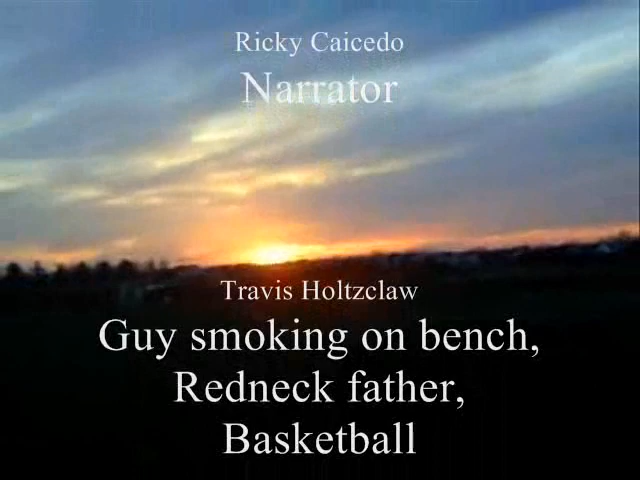 Ricky Caicedo
Narrator
Travis Holtzclaw
Guy smoking on bench,
Redneck father,
Basketball